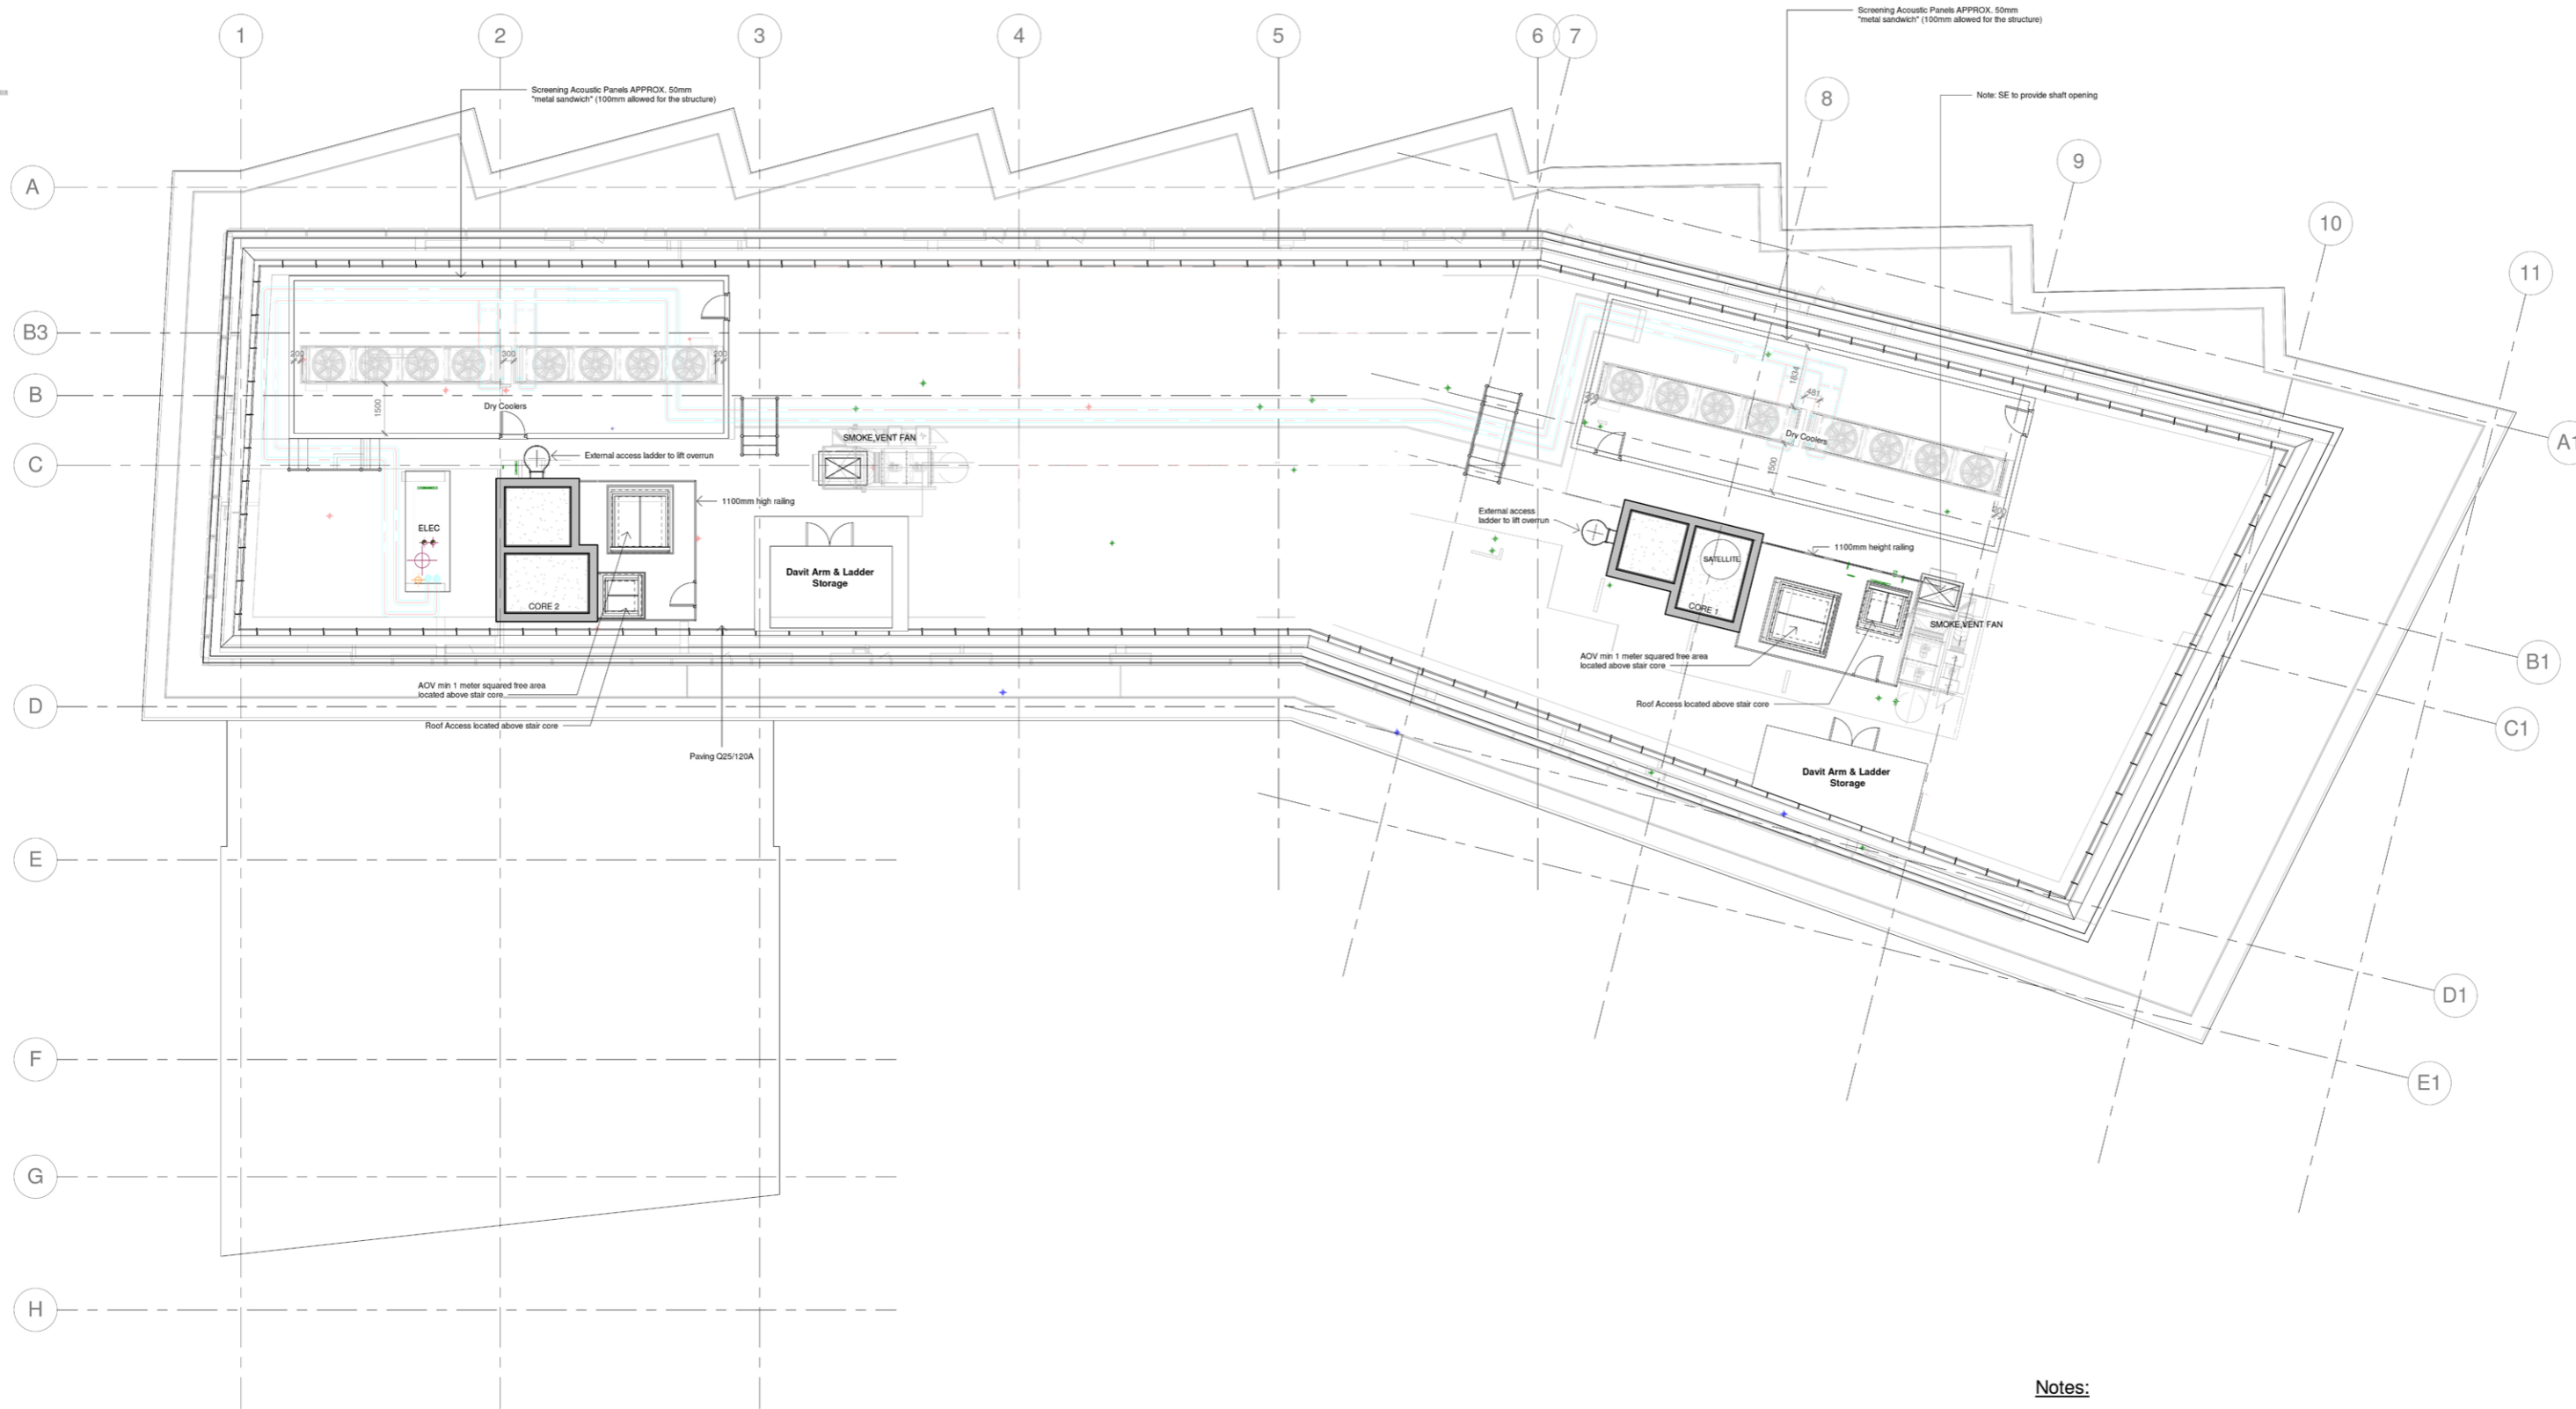 Screening Acoustic Panels APPROX. 50mm
"metal sandwich" (100mm allowed for the structure)
1
2
3
4
5
6
7
Screening Acoustic Panels APPROX. 50mm
"metal sandwich" (100mm allowed for the structure)
8
Note: SE to provide shaft opening
9
A
10
11
B3
200
300
200
1834
481
B
1500
Dry Coolers
Dry Coolers
A1
SMOKE VENT FAN
C
External access ladder to lift overrun
1500
200
1100mm high railing
External access
ladder to lift overrun
ELEC
1100mm height railing
SATELLITE
Davit Arm & Ladder
Storage
CORE 2
CORE 1
SMOKE VENT FAN
AOV min 1 meter squared free area
located above stair core
B1
AOV min 1 meter squared free area
located above stair core
D
Roof Access located above stair core
Roof Access located above stair core
C1
Paving Q25/120A
Davit Arm & Ladder
Storage
E
D1
F
E1
G
H
Notes: